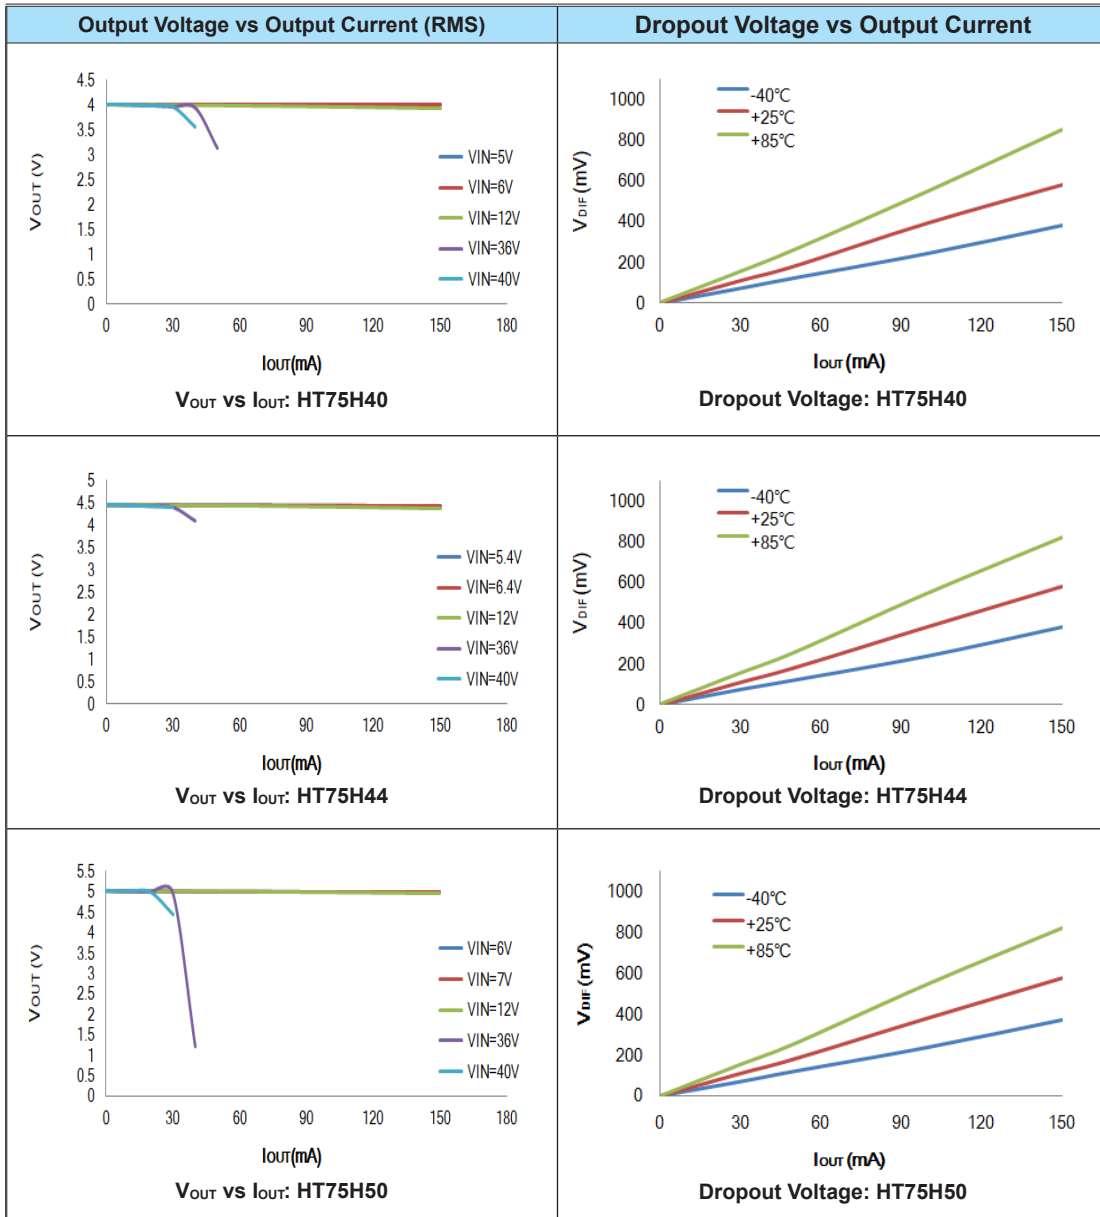 Output Voltage vs Output Current (RMS)
Dropout Voltage vs Output Current
4.5
4
3.5
3
2.5
2
1.5
1
0.5
0
VOUT (V)
VIN=5V
VIN=6V
VIN=12V
VIN=36V
VIN=40V
0 30 60 90 120 150 180
IOUT(mA)
VOUT vs IOUT: HT75H40
1000
800
600
400
200
0
VDIF (mV)
-40℃
+25℃
+85℃
0 30 60 90 120 150
IOUT (mA)
Dropout Voltage: HT75H40
5
4.5
4
3.5
3
2.5
2
1.5
1
0.5
0
VOUT (V)
VIN=5.4V
VIN=6.4V
VIN=12V
VIN=36V
VIN=40V
0 30 60 90 120 150 180
IOUT(mA)
VOUT vs IOUT: HT75H44
1000
800
600
400
200
0
VDIF (mV)
-40℃
+25℃
+85℃
0 30 60 90 120 150
IOUT (mA)
Dropout Voltage: HT75H44
5.5
5
4.5
4
3.5
3
2.5
2
1.5
1
0.5
0
VOUT (V)
VIN=6V
VIN=7V
VIN=12V
VIN=36V
VIN=40V
0 30 60 90 120 150 180
IOUT(mA)
VOUT vs IOUT: HT75H50
1000
800
600
400
200
0
VDIF (mV)
-40℃
+25℃
+85℃
0 30 60 90 120 150
IOUT (mA)
Dropout Voltage: HT75H50